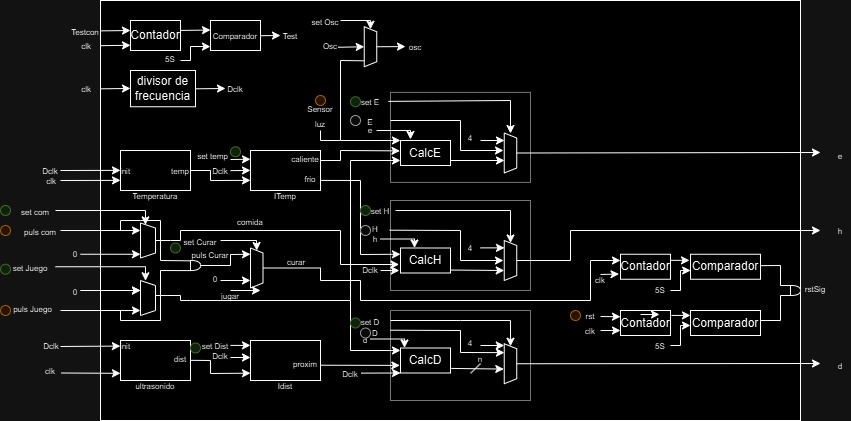 set Osc
Testcon
Contador
Comparador
Test
clk
5S
Osc
osc
clk
divisor de
frecuencia
Dclk
Sensor
luz
set E
E
e
4
CalcE
e
set temp
caliente
Dclk
init
temp
Dclk
clk
frio
Temperatura
ITemp
set com
puls com
comida
set H
H
h
4
CalcH
Dclk
h
set Curar
puls Curar
curar
0
0
set Juego
0
jugar
puls Juego
clk
Contador
5S
Comparador
rstSig
rst
clk
Contador
5S
Comparador
set D
D
d
4
CalcD
n
Dclk
d
Dclk
init
dist
clk
ultrasonido
set Dist
Dclk
proxim
Idist